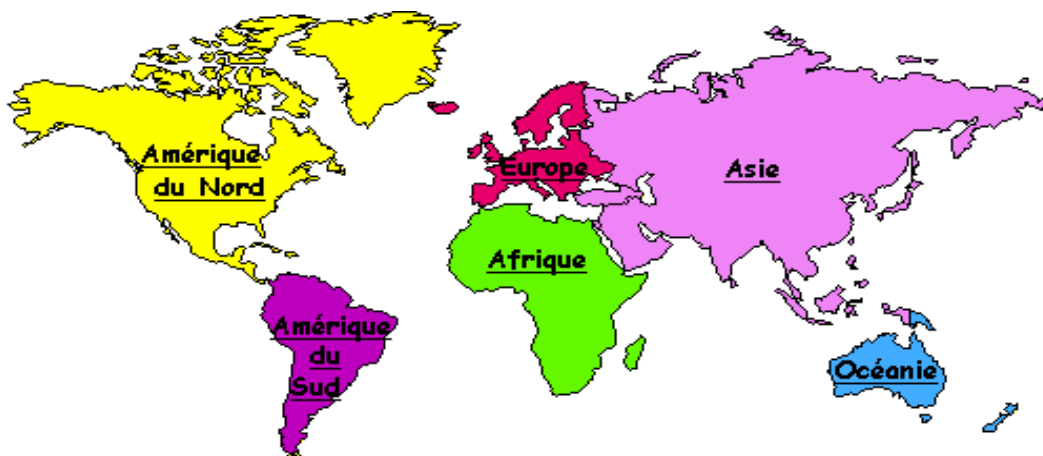 Amérique
du Nord
Europe
Asie
Afrique
Amérique
du
Sud
Océanie